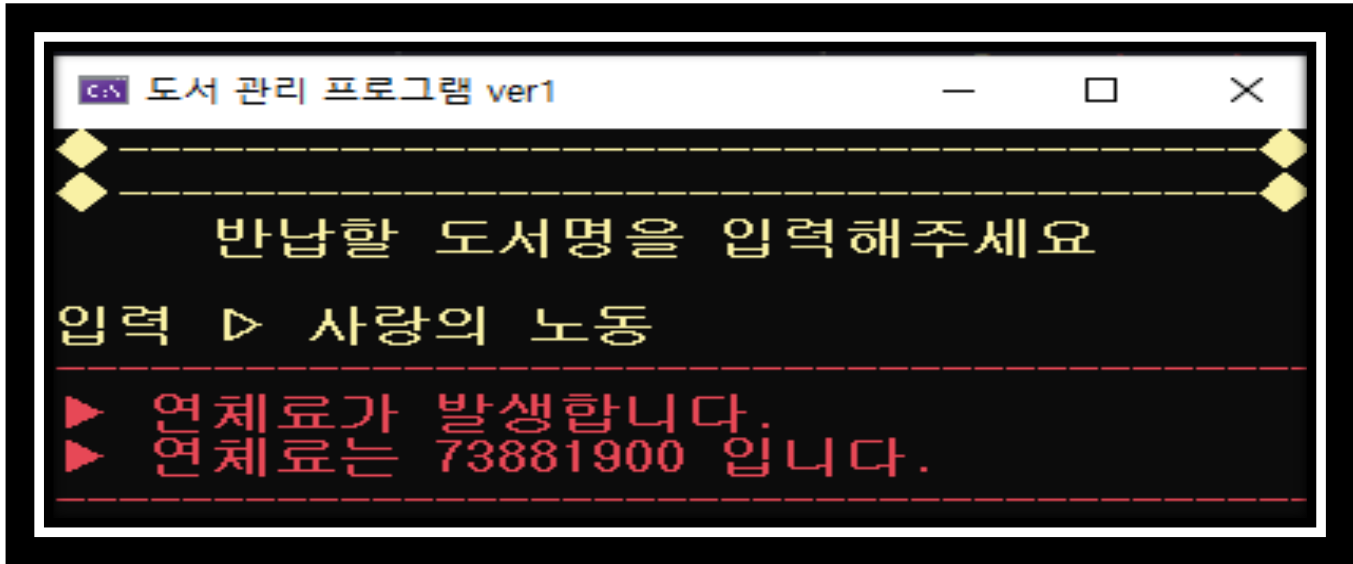 도서 관리 프로그램 ver1
반납할 도서명을 입력해주세요
입력 ▷ 사랑의 노동
▶ 연체료가 발생합니다.
▶ 연체료는 73881900 입니다.